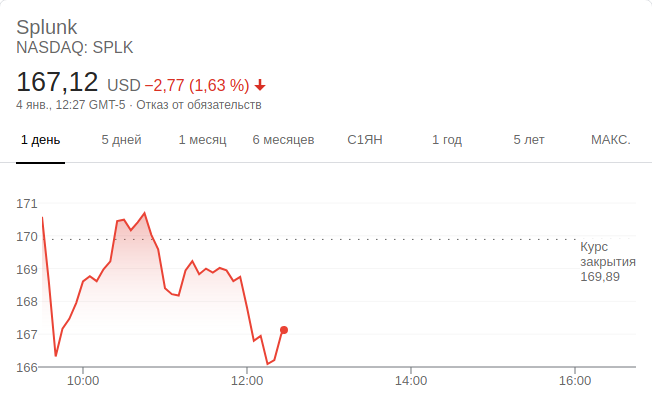 Splunk
NASDAQ: SPLK
167,12 USD −2,77 (1,63 %)
4 янв., 12:27 GMT-5 · Отказ от обязательств
1 день 5 дней 1 месяц 6 месяцев С1ЯН 1 год 5 лет МАКС.
171
170
169
168
167
166
Курс
закрытия
169,89
10:00 12:00 14:00 16:00